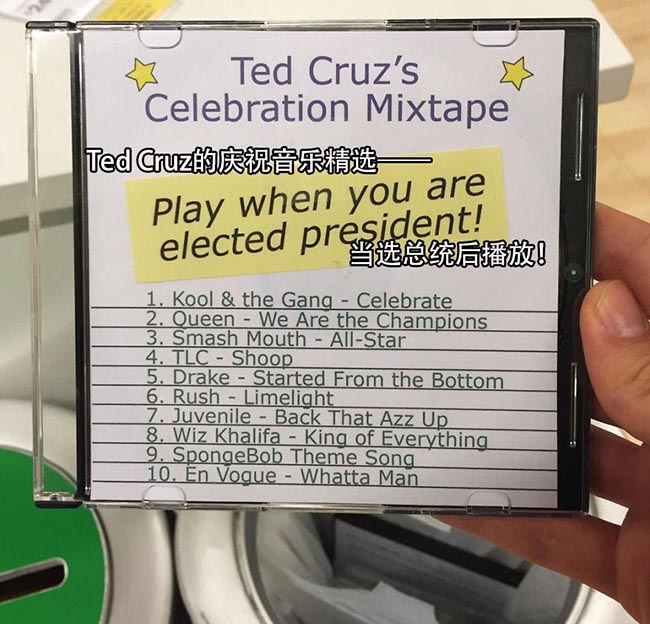 Ted Cruz's
Celebration Mixtape
Ted Cruz的庆祝音乐精选——
Play when you are
elected president!
当选总统后播放!
1. Kool & the Gang - Celebrate
2. Queen - We Are the Champions
3. Smash Mouth - All-Star
4. TLC - Shoop
5. Drake - Started From the Bottom
6. Rush - Limelight
7. Juvenile - Back That Azz Up
8. Wiz Khalifa - King of Everything
9. SpongeBob Theme Song
10. En Vogue - Whatta Man